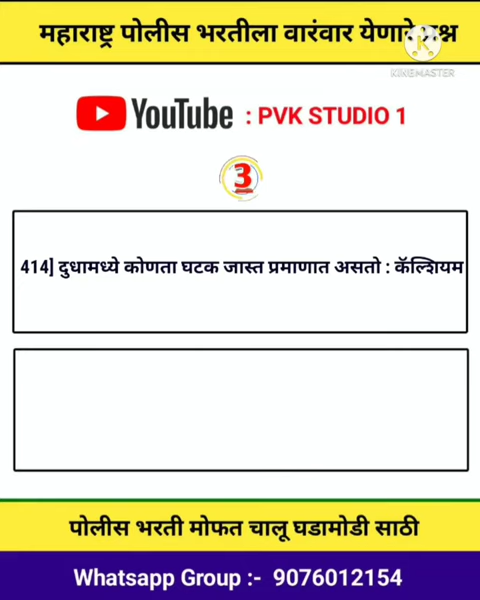 महाराष्ट्र पोलीस भरतीला वारंवार येणारे प्रश्न
KINEMASTER
YouTube : PVK STUDIO 1
3
414] दुधामध्ये कोणता घटक जास्त प्रमाणात असतो : कॅल्शियम
पोलीस भरती मोफत चालू घडामोडी साठी
Whatsapp Group :- 9076012154